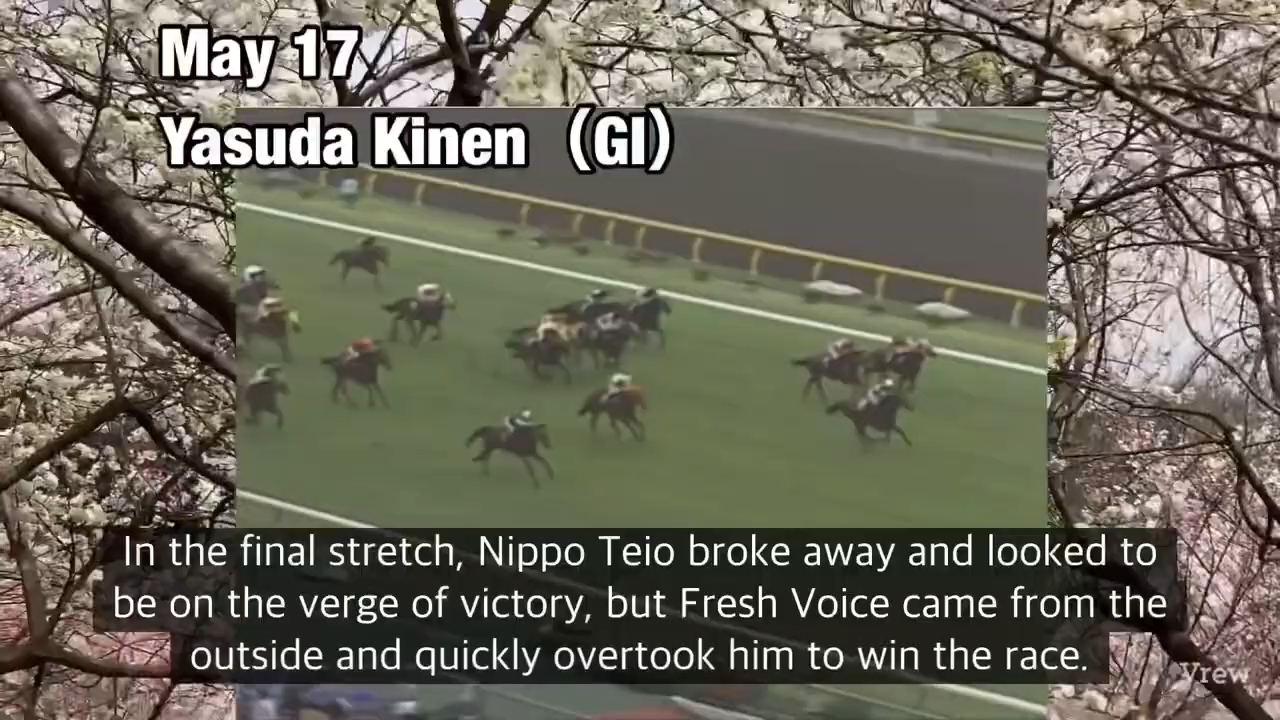 May 17
Yasuda Kinen（GI）
In the final stretch, Nippo Teio broke away and looked to
be on the verge of victory, but Fresh Voice came from the
outside and quickly overtook him to win the race.
Vrew